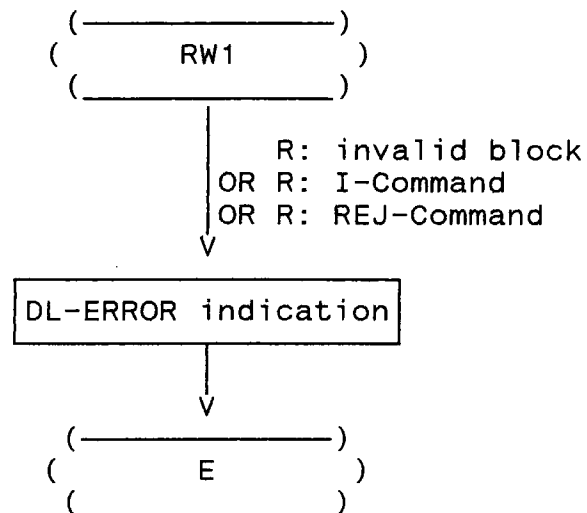 RW1
R: invalid block
OR R: I-Command
OR R: REJ-Command
DL-ERROR indication
E